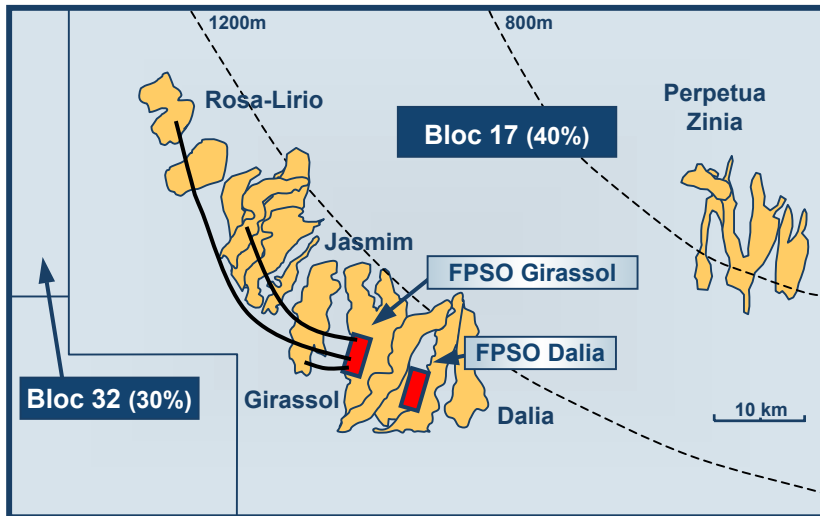 1200m
800m
Rosa-Lirio
Perpetua
Zinia
Bloc 17 (40%)
Jasmim
FPSO Girassol
FPSO Dalia
Bloc 32 (30%)
Girassol
Dalia
10 km